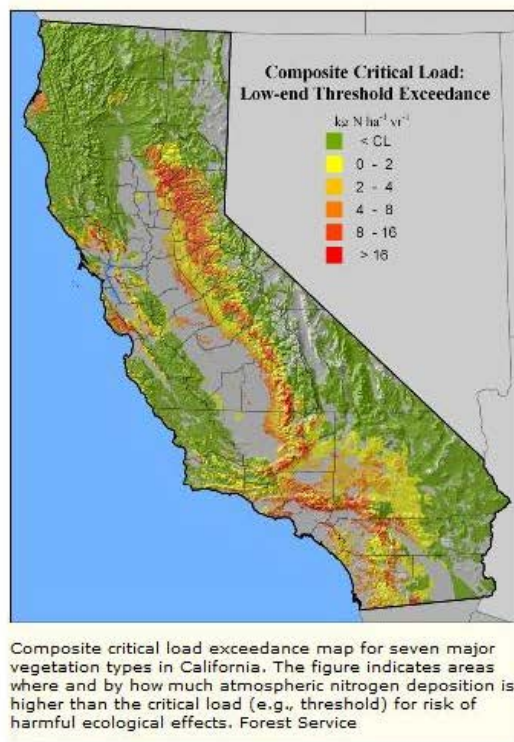 Composite Critical Load:
Low-end Threshold Exceedance
kg N ha⁻¹ yr⁻¹
< CL
0 - 2
2 - 4
4 - 8
8 - 16
> 16
Composite critical load exceedance map for seven major
vegetation types in California. The figure indicates areas
where and by how much atmospheric nitrogen deposition is
higher than the critical load (e.g., threshold) for risk of
harmful ecological effects. Forest Service